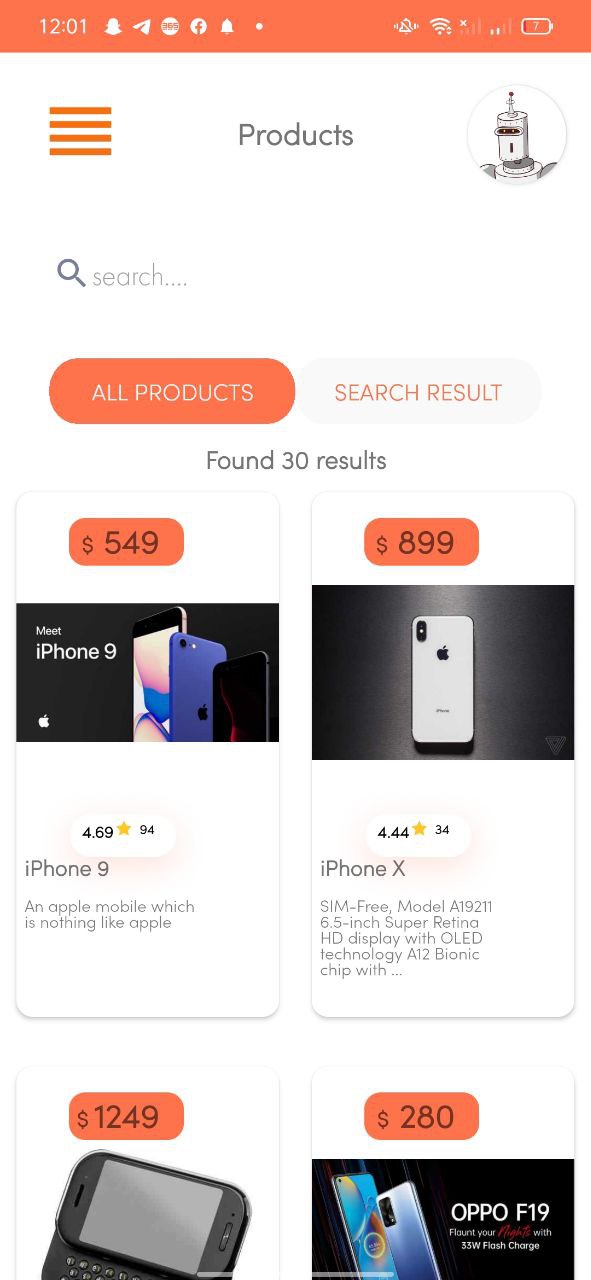 12:01
7
Products
search....
ALL PRODUCTS SEARCH RESULT
Found 30 results
$ 549
Meet
iPhone 9
4.69 94
iPhone 9
An apple mobile which
is nothing like apple
$ 899
iPhone
4.44 34
iPhone X
SIM-Free, Model A19211
6.5-inch Super Retina
HD display with OLED
technology A12 Bionic
chip with ...
$ 1249
$ 280
OPPO F19
Flaunt your Nights with
33W Flash Charge